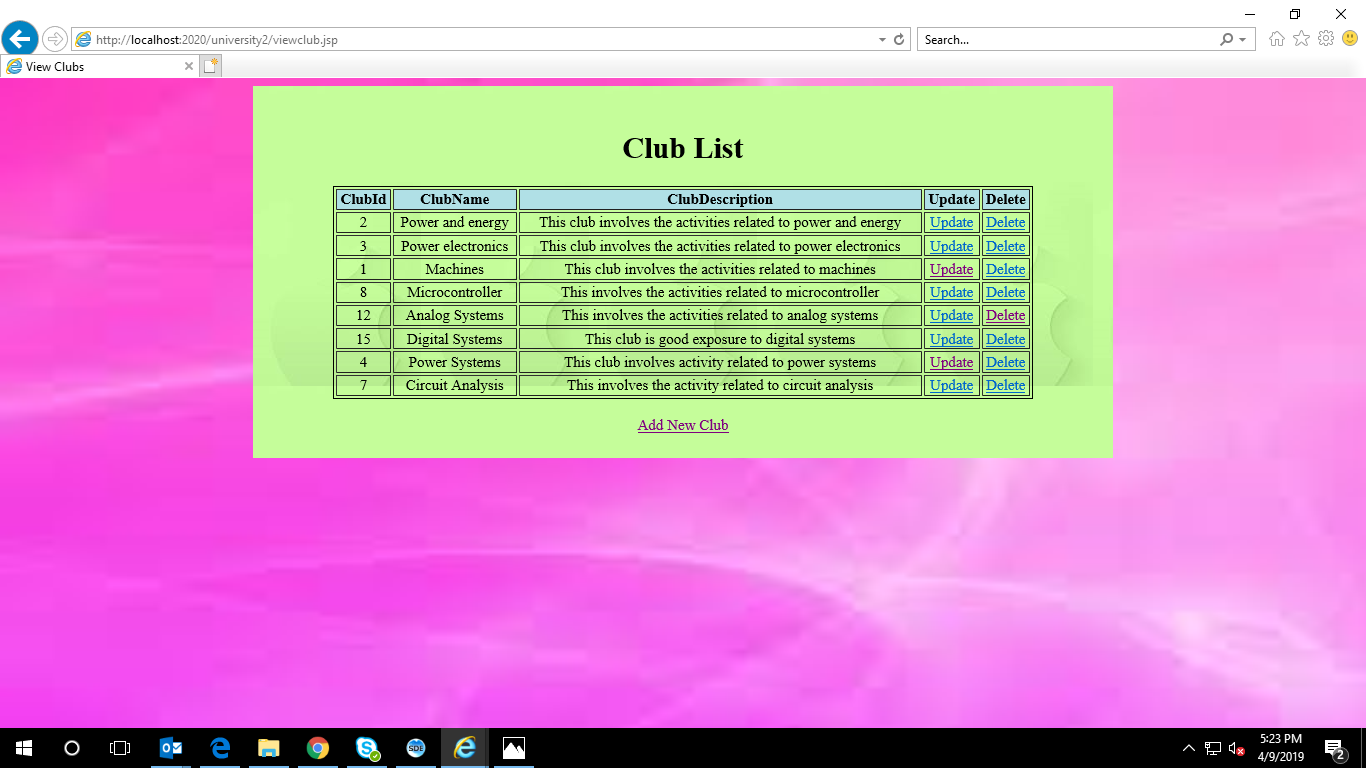 http://localhost:2020/university2/viewclub.jsp
Search...
View Clubs
Club List
ClubId ClubName ClubDescription Update Delete
2 Power and energy This club involves the activities related to power and energy Update Delete
3 Power electronics This club involves the activities related to power electronics Update Delete
1 Machines This club involves the activities related to machines Update Delete
8 Microcontroller This involves the activities related to microcontroller Update Delete
12 Analog Systems This involves the activities related to analog systems Update Delete
15 Digital Systems This club is good exposure to digital systems Update Delete
4 Power Systems This club involves activity related to power systems Update Delete
7 Circuit Analysis This involves the activity related to circuit analysis Update Delete
Add New Club
SDE
5:23 PM
4/9/2019
2